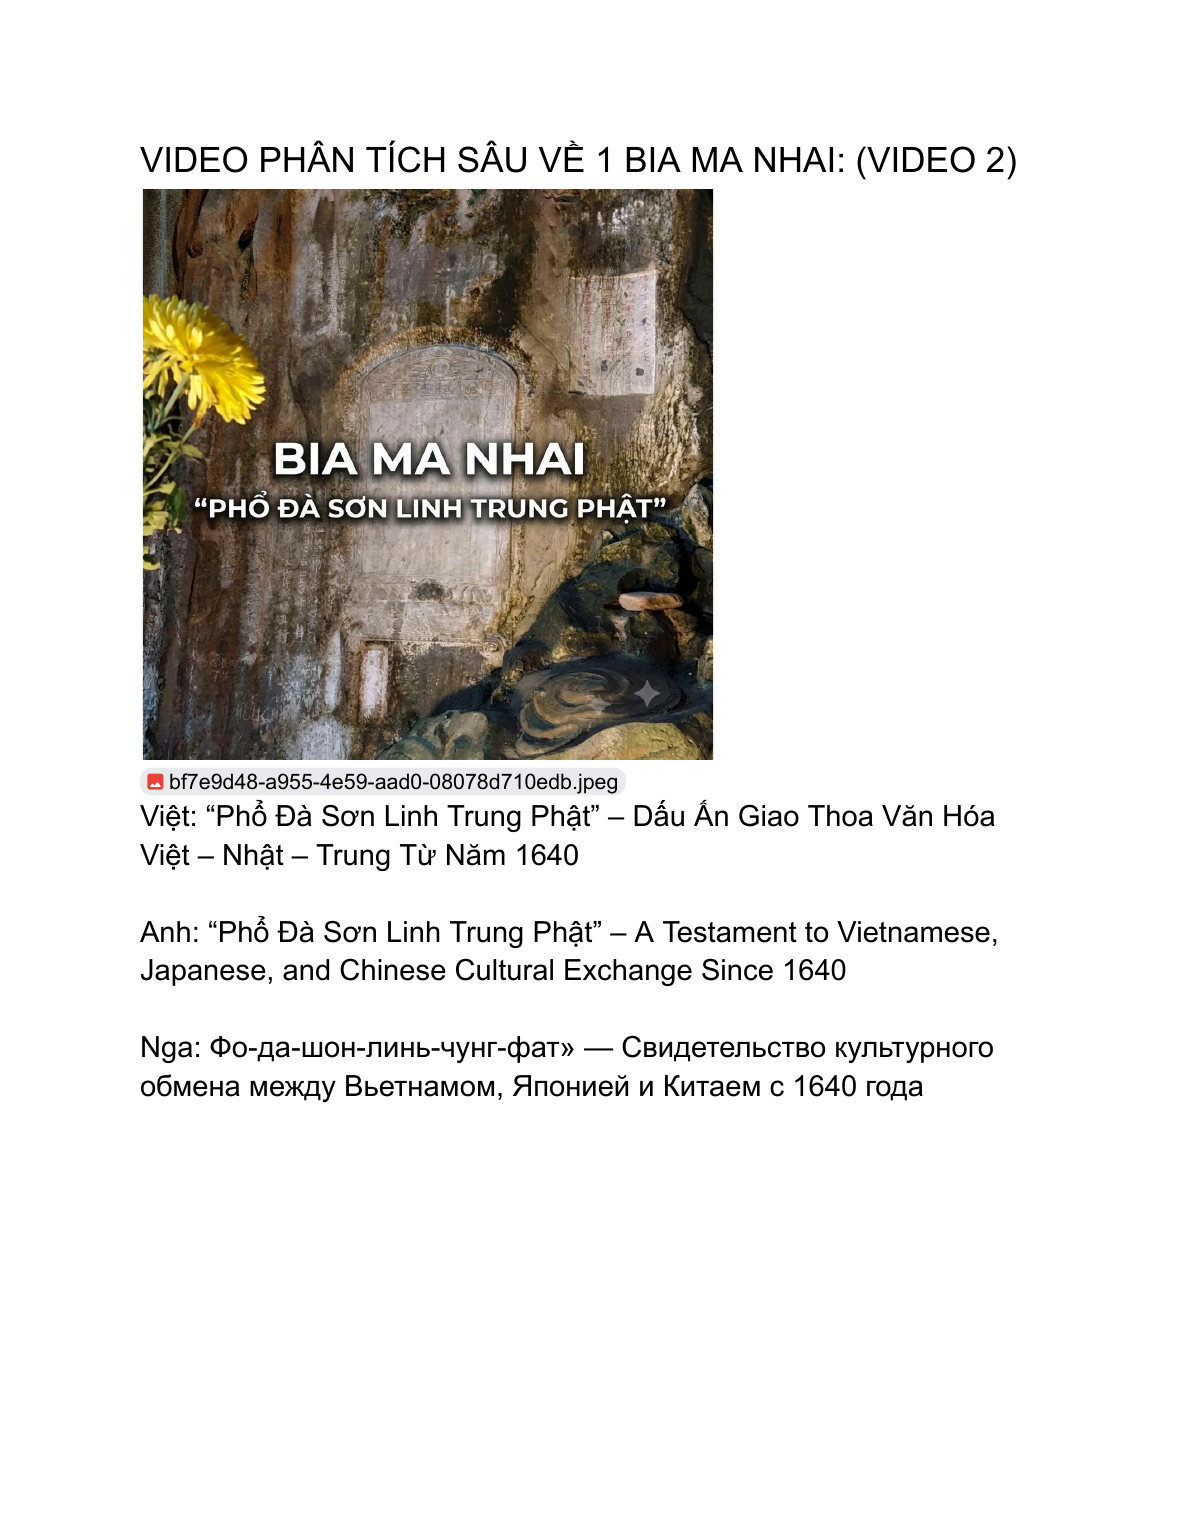 VIDEO PHÂN TÍCH SÂU VỀ 1 BIA MA NHAI: (VIDEO 2)
BIA MA NHAI
“PHỔ ĐÀ SƠN LINH TRUNG PHẬT”
bf7e9d48-a955-4e59-aad0-08078d710edb.jpeg
Việt: “Phổ Đà Sơn Linh Trung Phật” – Dấu Ấn Giao Thoa Văn Hóa
Việt – Nhật – Trung Từ Năm 1640
Anh: “Phổ Đà Sơn Linh Trung Phật” – A Testament to Vietnamese,
Japanese, and Chinese Cultural Exchange Since 1640
Nga: Фо-да-шон-линь-чунг-фат» — Свидетельство культурного
обмена между Вьетнамом, Японией и Китаем с 1640 года